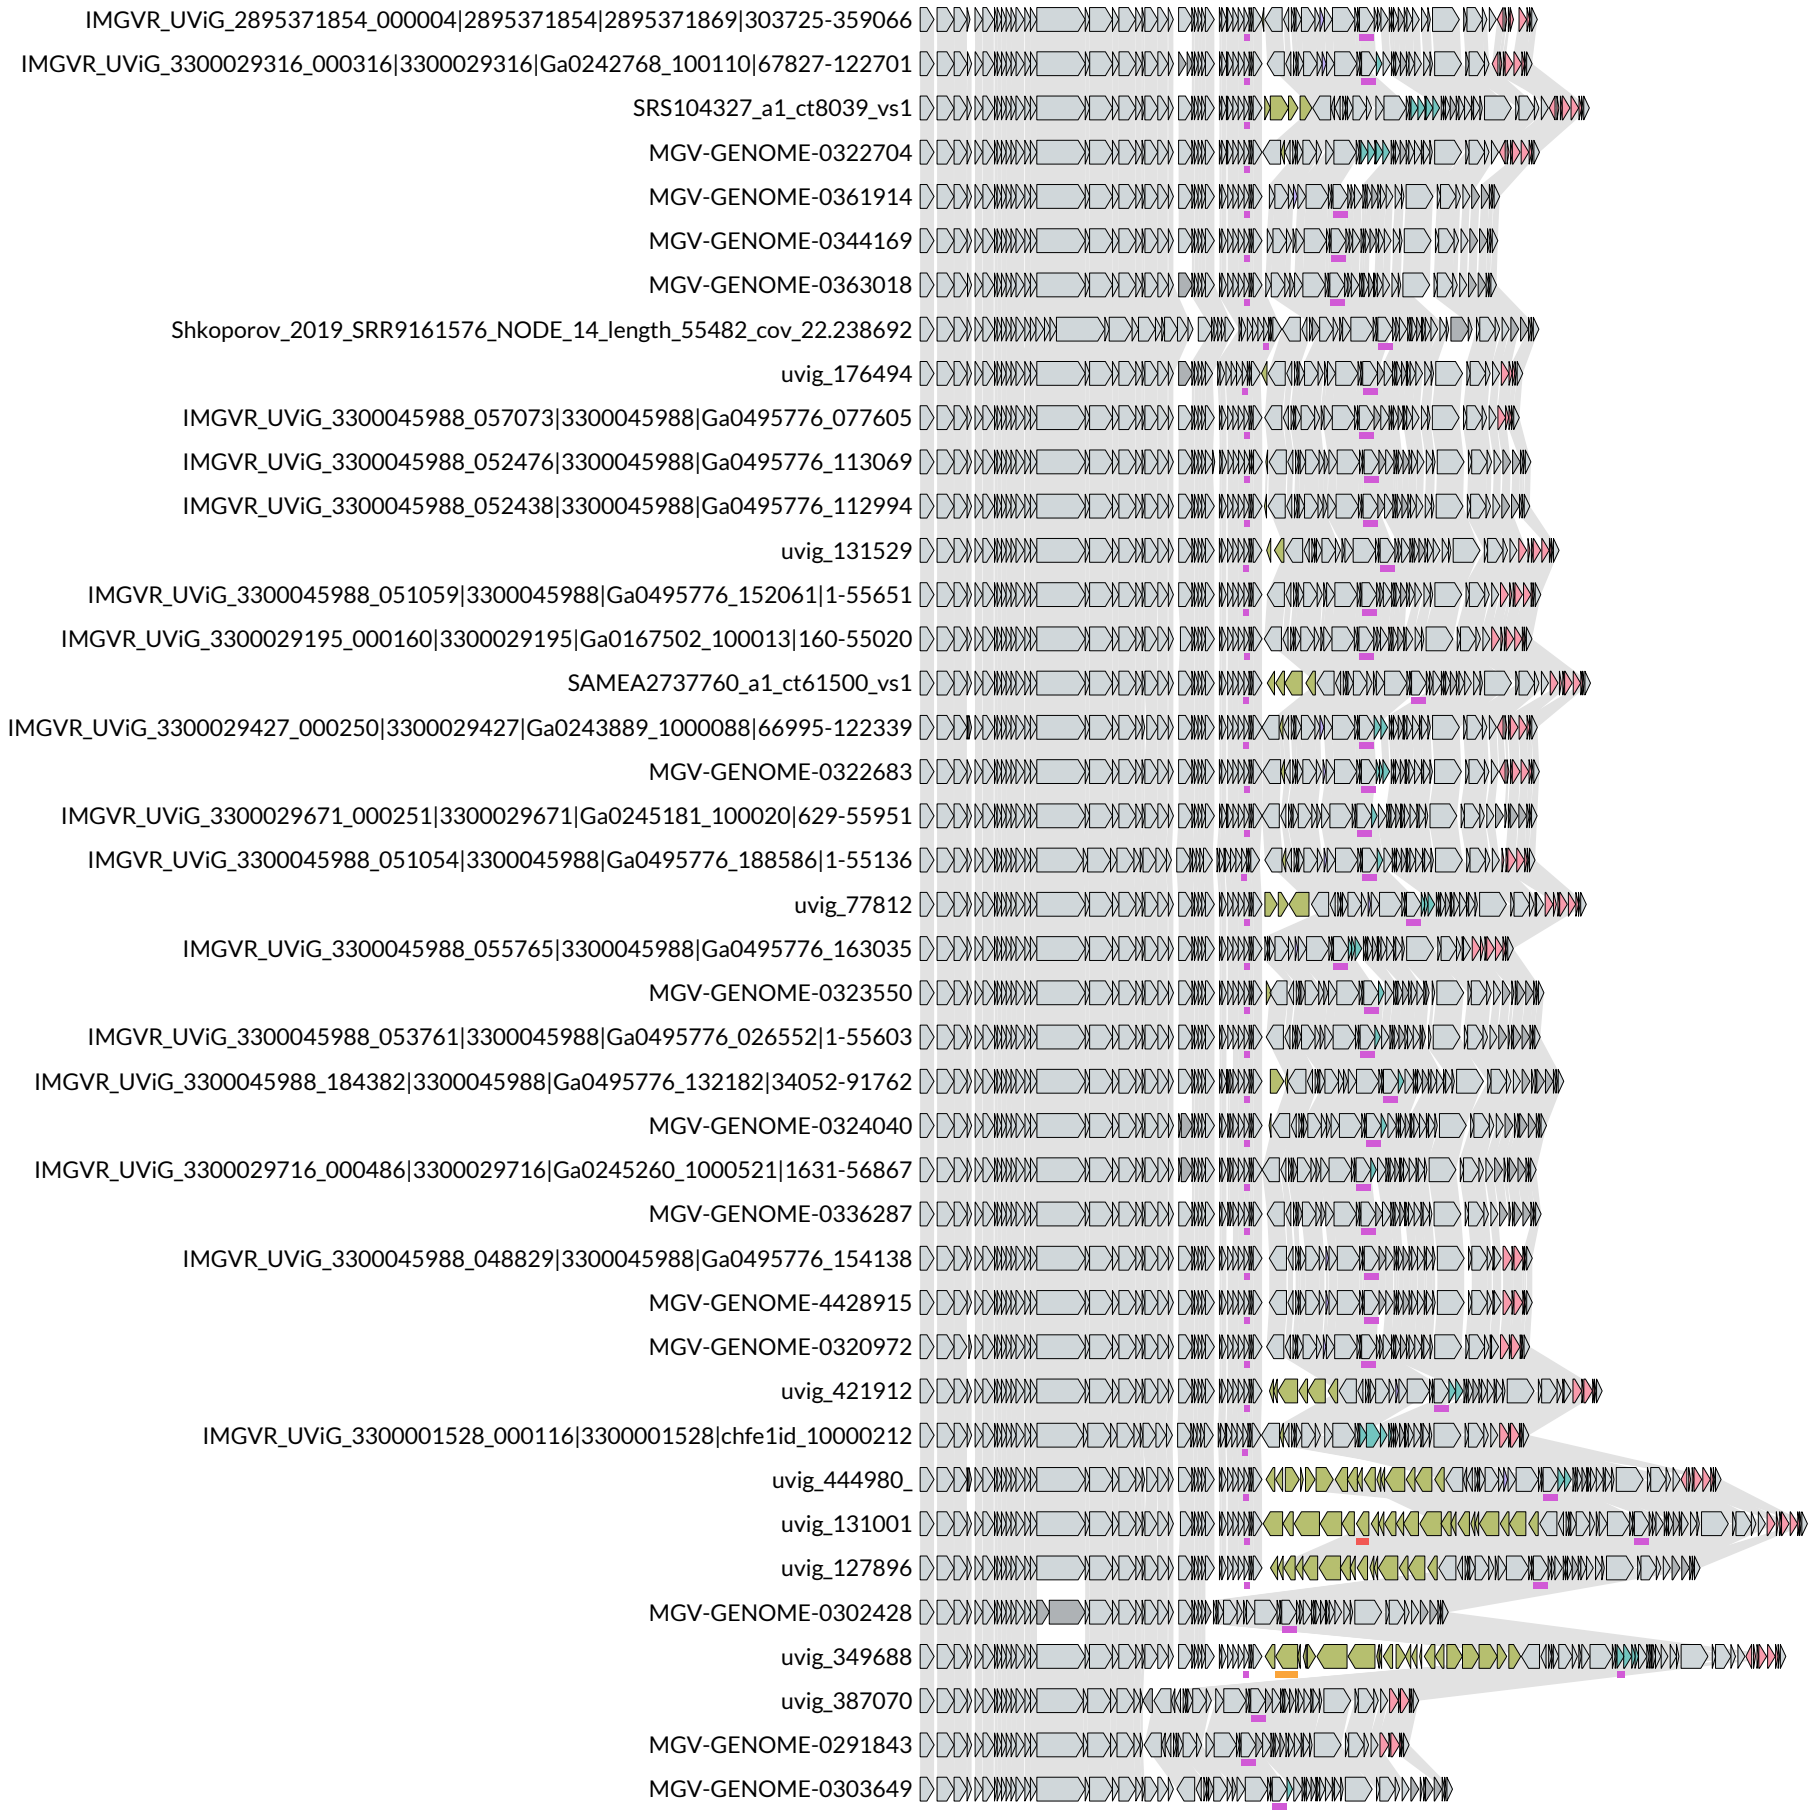 IMGVR_UViG_2895371854_000004|2895371854|2895371869|303725-359066
IMGVR_UViG_3300029316_000316|3300029316|Ga0242768_100110|67827-122701
SRS104327_a1_ct8039_vs1
MGV-GENOME-0322704
MGV-GENOME-0361914
MGV-GENOME-0344169
MGV-GENOME-0363018
Shkoporov_2019_SRR9161576_NODE_14_length_55482_cov_22.238692
uvig_176494
IMGVR_UViG_3300045988_057073|3300045988|Ga0495776_077605
IMGVR_UViG_3300045988_052476|3300045988|Ga0495776_113069
IMGVR_UViG_3300045988_052438|3300045988|Ga0495776_112994
uvig_131529
IMGVR_UViG_3300045988_051059|3300045988|Ga0495776_152061|1-55651
IMGVR_UViG_3300029195_000160|3300029195|Ga0167502_100013|160-55020
SAMEA2737760_a1_ct61500_vs1
IMGVR_UViG_3300029427_000250|3300029427|Ga0243889_1000088|66995-122339
MGV-GENOME-0322683
IMGVR_UViG_3300029671_000251|3300029671|Ga0245181_100020|629-55951
IMGVR_UViG_3300045988_051054|3300045988|Ga0495776_188586|1-55136
uvig_77812
IMGVR_UViG_3300045988_055765|3300045988|Ga0495776_163035
MGV-GENOME-0323550
IMGVR_UViG_3300045988_053761|3300045988|Ga0495776_026552|1-55603
IMGVR_UViG_3300045988_184382|3300045988|Ga0495776_132182|34052-91762
MGV-GENOME-0324040
IMGVR_UViG_3300029716_000486|3300029716|Ga0245260_1000521|1631-56867
MGV-GENOME-0336287
IMGVR_UViG_3300045988_048829|3300045988|Ga0495776_154138
MGV-GENOME-4428915
MGV-GENOME-0320972
uvig_421912
IMGVR_UViG_3300001528_000116|3300001528|chfe1id_10000212
uvig_444980_
uvig_131001
uvig_127896
MGV-GENOME-0302428
uvig_349688
uvig_387070
MGV-GENOME-0291843
MGV-GENOME-0303649